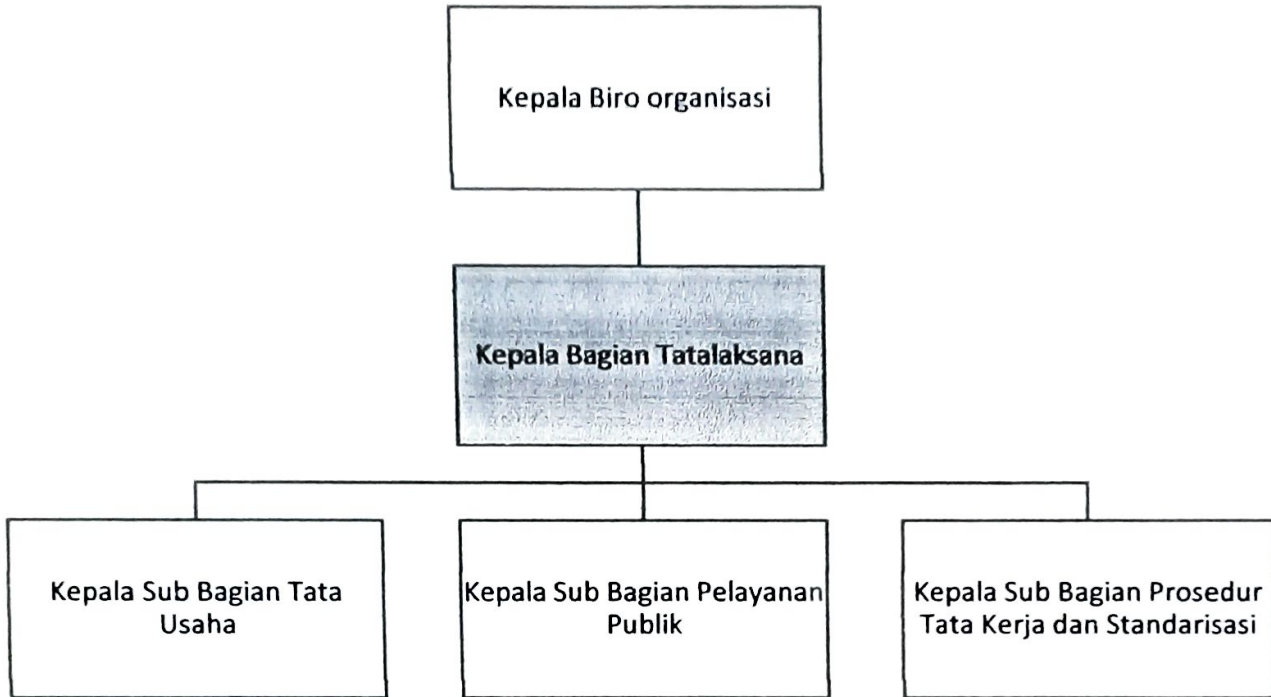 Kepala Biro organisasi
Kepala Bagian Tatalaksana
Kepala Sub Bagian Tata
Usaha
Kepala Sub Bagian Pelayanan
Publik
Kepala Sub Bagian Prosedur
Tata Kerja dan Standarisasi